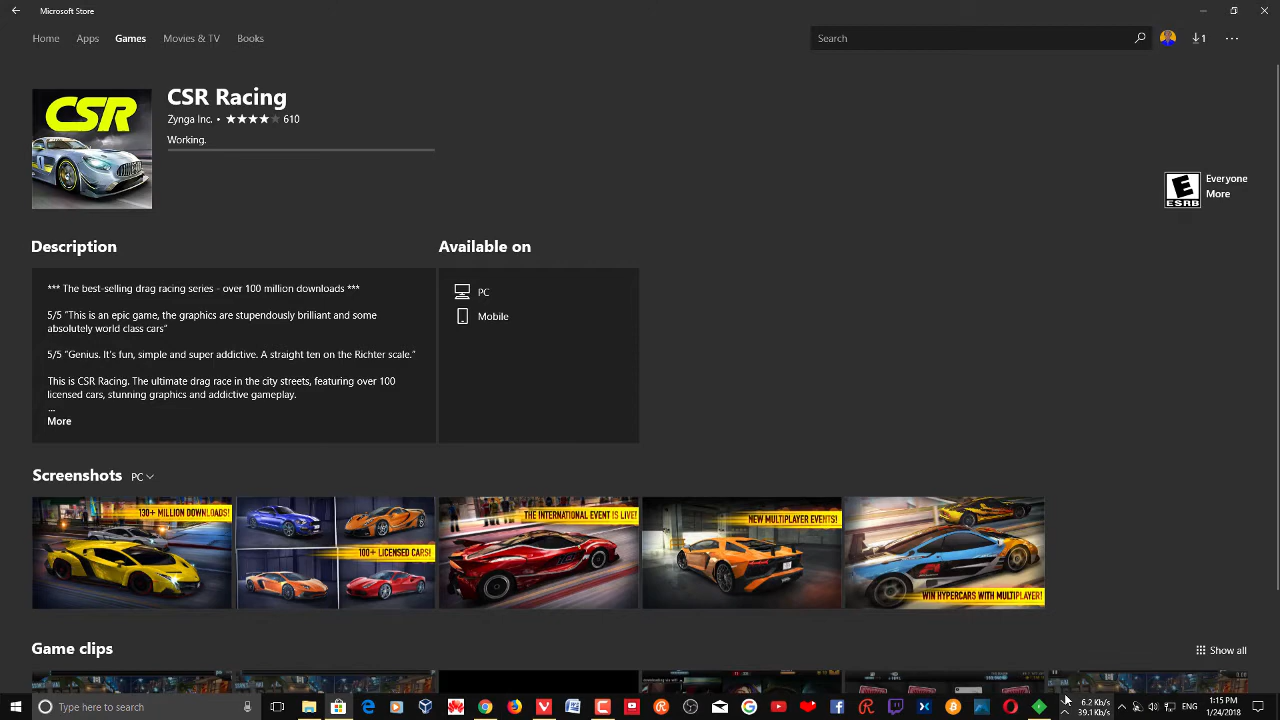 Microsoft Store
Home Apps Games Movies & TV Books
Search
1
CSR
CSR Racing
Zynga Inc. • ★★★★★ 610
Working.
E
ESRB
Everyone
More
Description
Available on
*** The best-selling drag racing series - over 100 million downloads ***
5/5 “This is an epic game, the graphics are stupendously brilliant and some
absolutely world class cars”
5/5 “Genius. It's fun, simple and super addictive. A straight ten on the Richter scale.”
This is CSR Racing. The ultimate drag race in the city streets, featuring over 100
licensed cars, stunning graphics and addictive gameplay.
...
More
PC
Mobile
Screenshots PC
130+ MILLION DOWNLOADS!
100+ LICENSED CARS!
THE INTERNATIONAL EVENT IS LIVE!
NEW MULTIPLAYER EVENTS!
WIN HYPERCARS WITH MULTIPLAYER!
Game clips
Show all
Type here to search
6.2 Kb/s
39.1 Kb/s
ENG
1:15 PM
1/24/2018